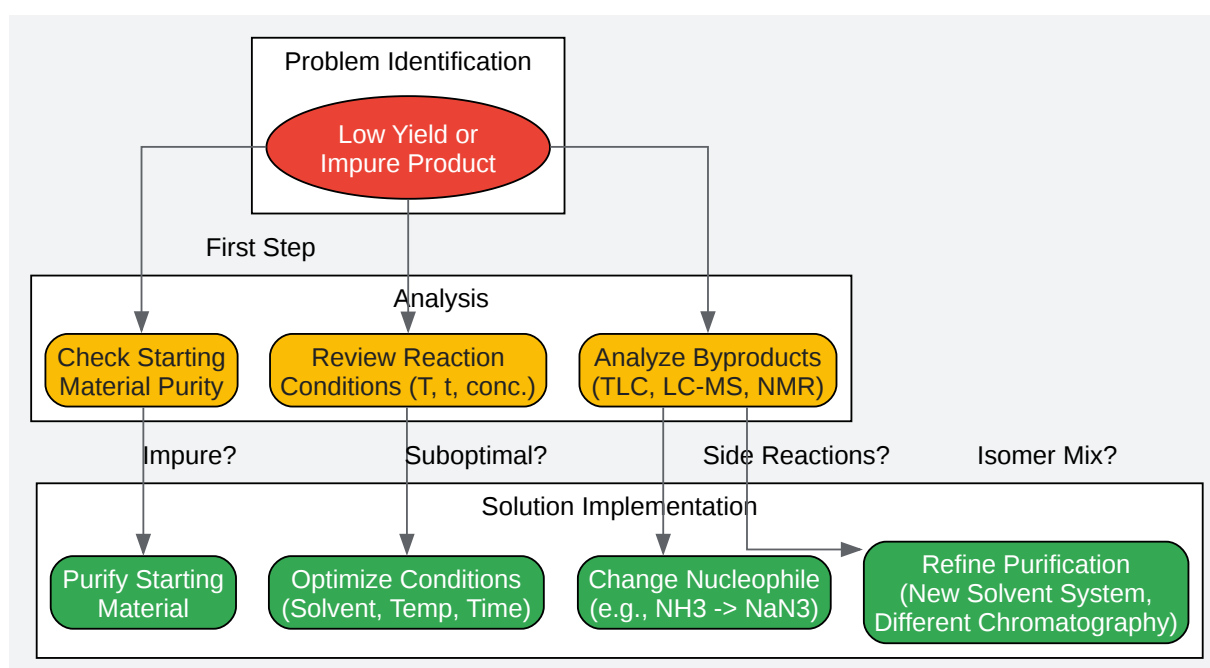 Problem Identification
Low Yield or
Impure Product
First Step
Analysis
Check Starting
Material Purity
Review Reaction
Conditions (T, t, conc.)
Analyze Byproducts
(TLC, LC-MS, NMR)
Impure?
Suboptimal?
Side Reactions?
Isomer Mix?
Solution Implementation
Purify Starting
Material
Optimize Conditions
(Solvent, Temp, Time)
Change Nucleophile
(e.g., NH3 -> NaN3)
Refine Purification
(New Solvent System,
Different Chromatography)